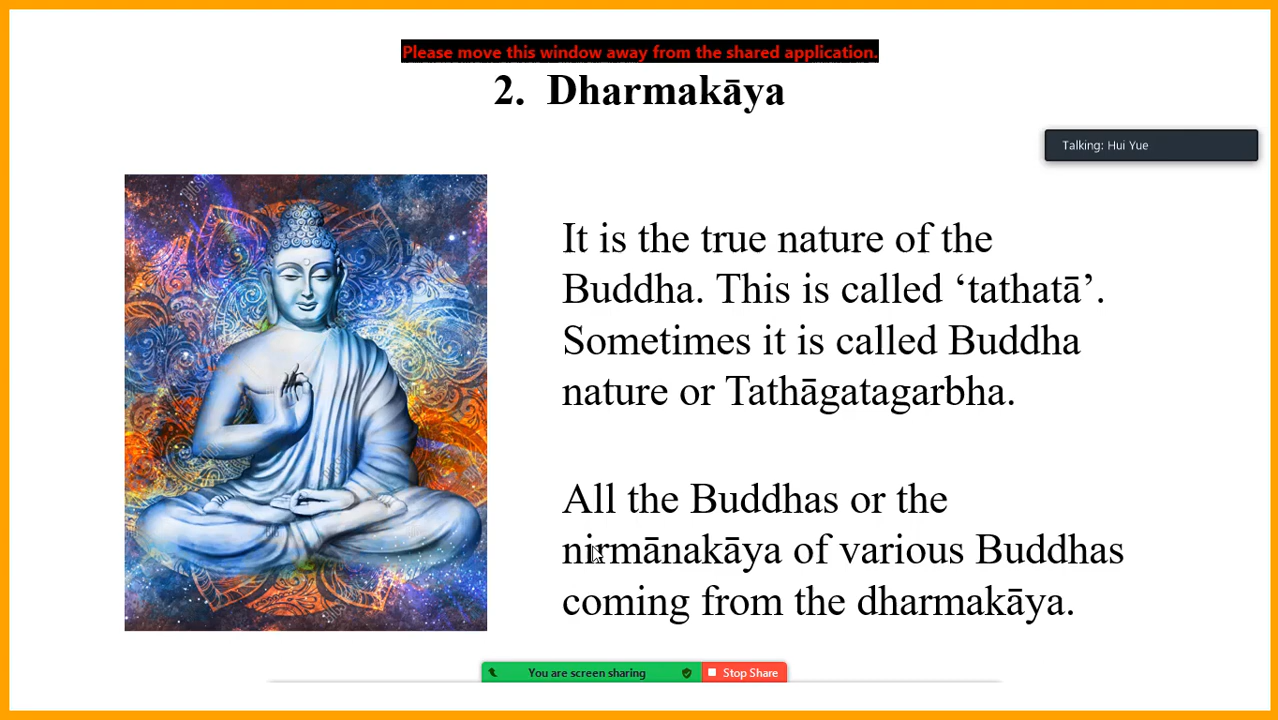 Please move this window away from the shared application.
2. Dharmakāya
Talking: Hui Yue
It is the true nature of the
Buddha. This is called ‘tathatā’.
Sometimes it is called Buddha
nature or Tathāgatagarbha.
All the Buddhas or the
nirmānakāya of various Buddhas
coming from the dharmakāya.
You are screen sharing
Stop Share